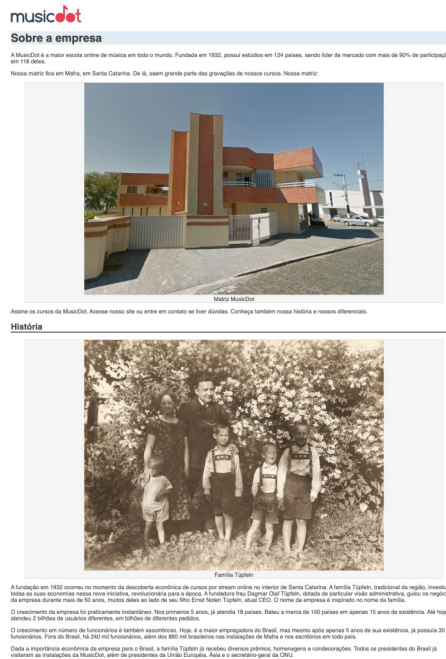 musicdot
Sobre a empresa
A MusicDot é a maior escola online de música em todo o mundo. Fundada em 1932, possui estúdios em 124 países, sendo líder de mercado com mais de 90% de participaçã
em 118 deles.
Nossa matriz fica em Mafra, em Santa Catarina. De lá, saem grande parte das gravações de nossos cursos. Nossa matriz:
Matriz MusicDot
Assine os cursos da MusicDot. Acesse nosso site ou entre em contato se tiver dúvidas. Conheça também nossa história e nossos diferenciais.
História
Família Tüpfeln
A fundação em 1932 ocorreu no momento da descoberta econômica de cursos por stream online no interior de Santa Catarina. A família Tüpfeln, tradicional da região, investiu
todas as suas economias nessa nova iniciativa, revolucionária para a época. A fundadora frau Dagmar Olaf Tüpfeln, dotada de particular visão administrativa, guiou os negóci
da empresa durante mais de 50 anos, muitos deles ao lado de seu filho Ernst Noten Tüpfeln, atual CEO. O nome da empresa é inspirado no nome da família.
O crescimento da empresa foi praticamente instantâneo. Nos primeiros 5 anos, já atendia 18 países. Bateu a marca de 100 países em apenas 15 anos de existência. Até hoje
atendeu 2 bilhões de usuários diferentes, em bilhões de diferentes pedidos.
O crescimento em número de funcionários é também assombroso. Hoje, é a maior empregadora do Brasil, mas mesmo após apenas 5 anos de sua existência, já possuía 30
funcionários. Fora do Brasil, há 240 mil funcionários, além dos 890 mil brasileiros nas instalações de Mafra e nos escritórios em todo país.
Dada a importância econômica da empresa para o Brasil, a família Tüpfeln já recebeu diversos prêmios, homenagens e condecorações. Todos os presidentes do Brasil já
visitaram as instalações da MusicDot, além de presidentes da União Européia, Ásia e o secretário-geral da ONU.